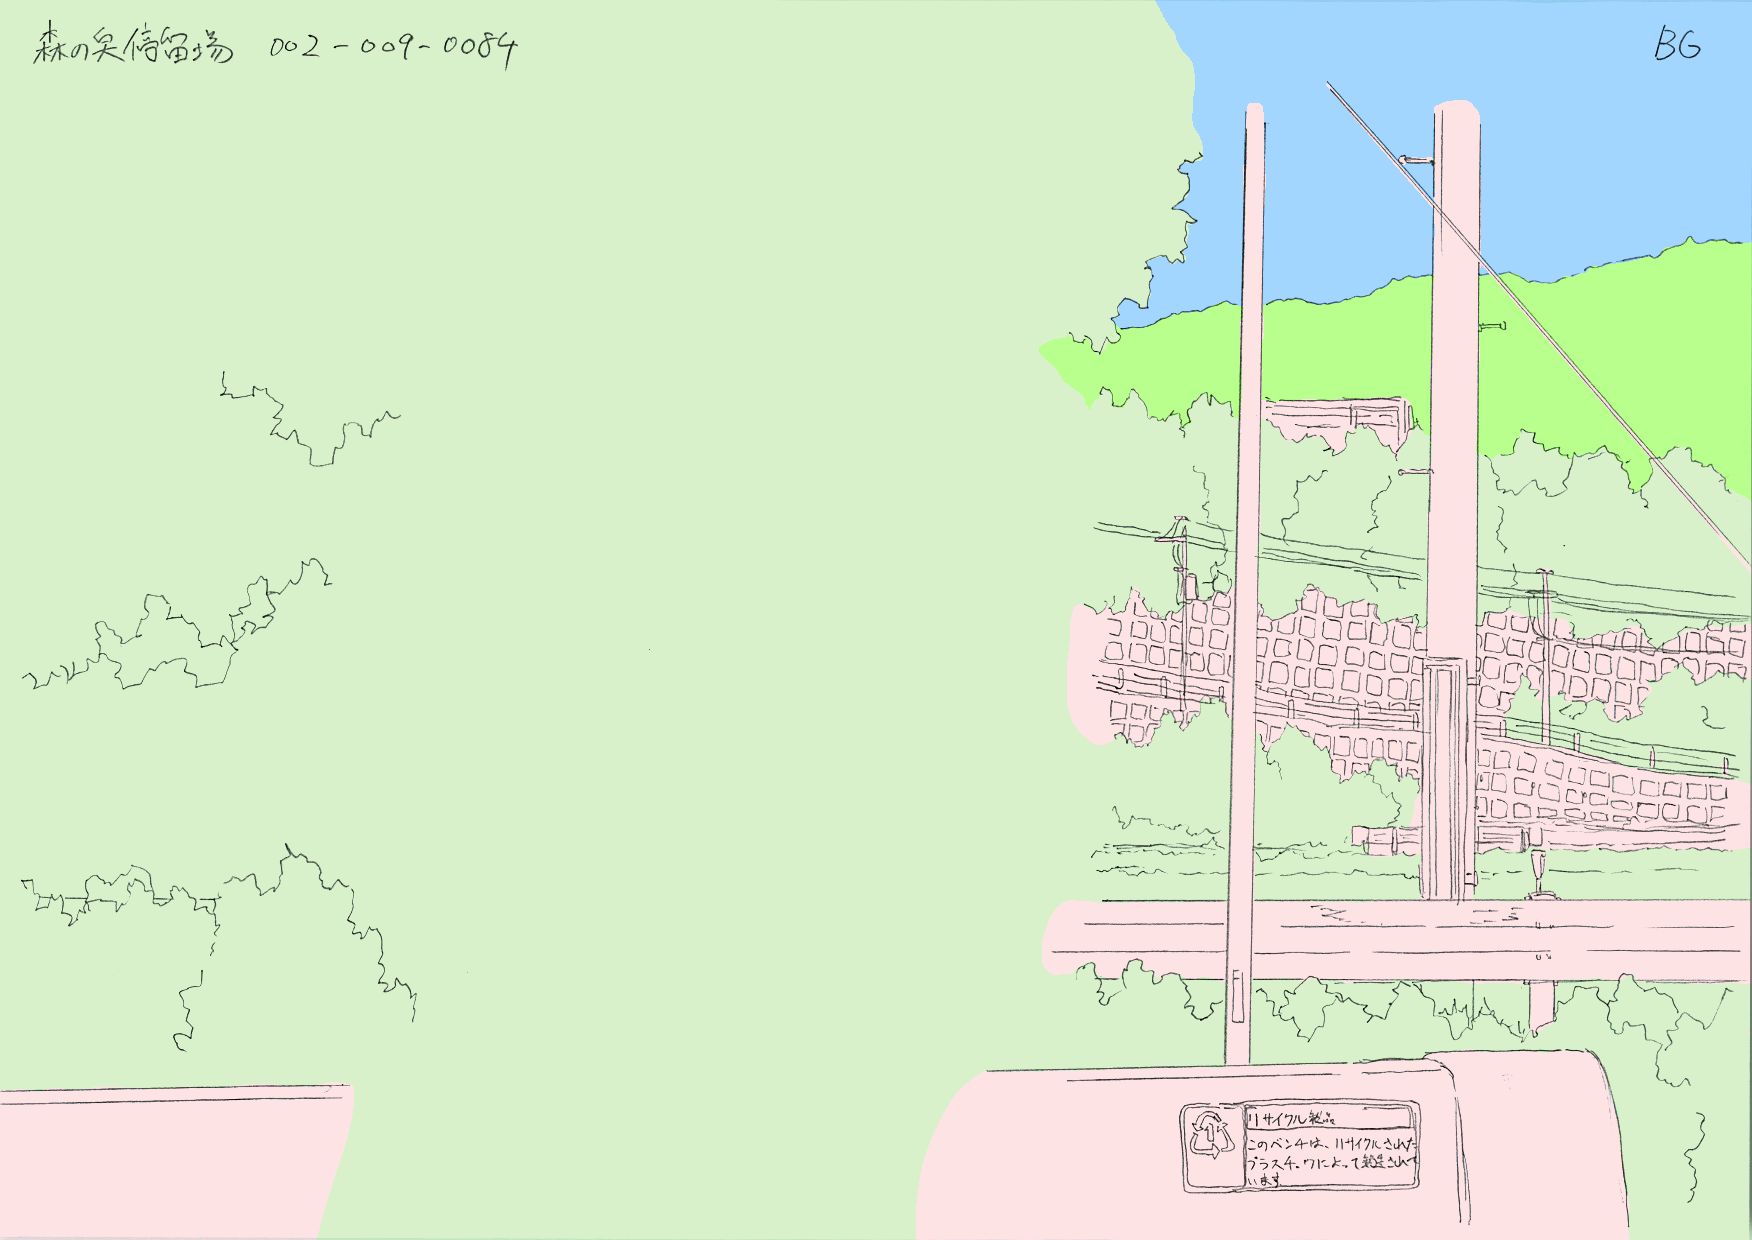 森の奥停留場 002-009-0084
BG
リサイクル製品
このベンチは、リサイクルされた
プラスチックによって製造されて
います